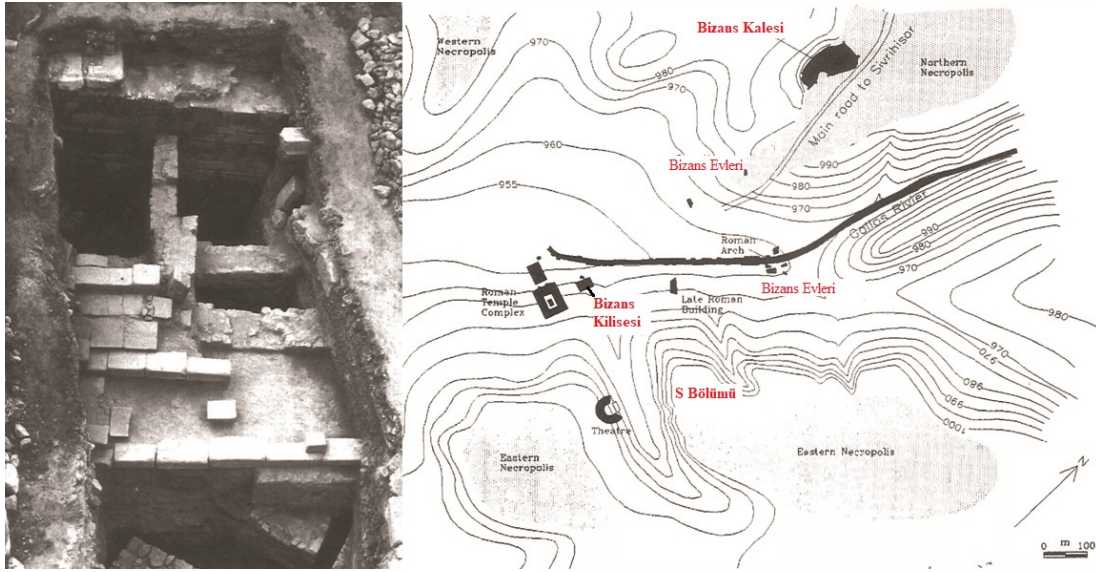 Western
Necropolis
970
980
970
Bizans Kalesi
Northern
Necropolis
Main road to Sivrihisar
960
955
Bizans Evleri
990
980
970
Gallos Rivier
990
980
970
Roman
Arch
Bizans Evleri
Roman
Temple
Complex
Bizans
Kilisesi
Late Roman
Building
980
970
970
980
990
1000
S Bölümü
Theatre
Eastern
Necropolis
Eastern Necropolis
N
m
0 100